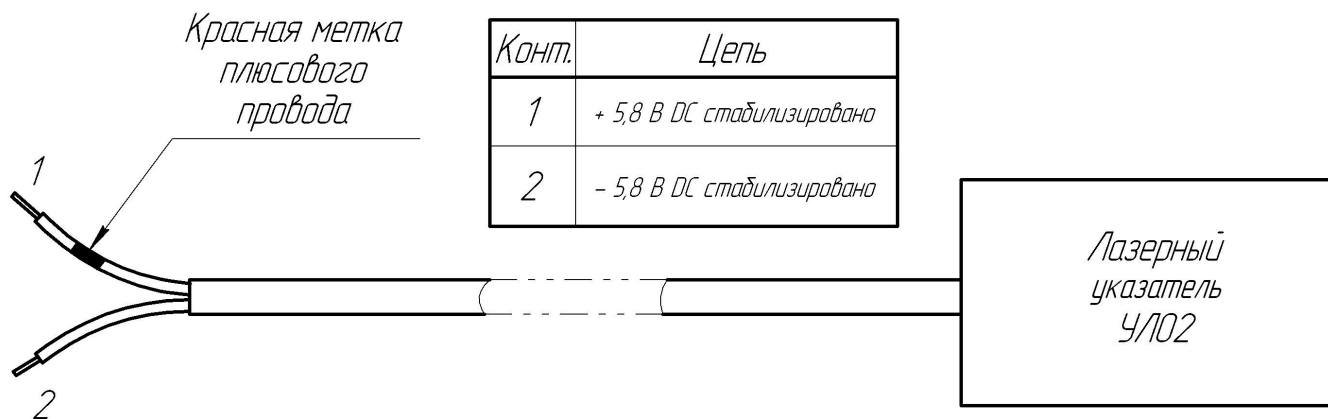 Красная метка
плюсового
провода
Конт. Цепь
1 + 5,8 В DC стабилизировано
2 – 5,8 В DC стабилизировано
1
2
Лазерный
указатель
УЛ02